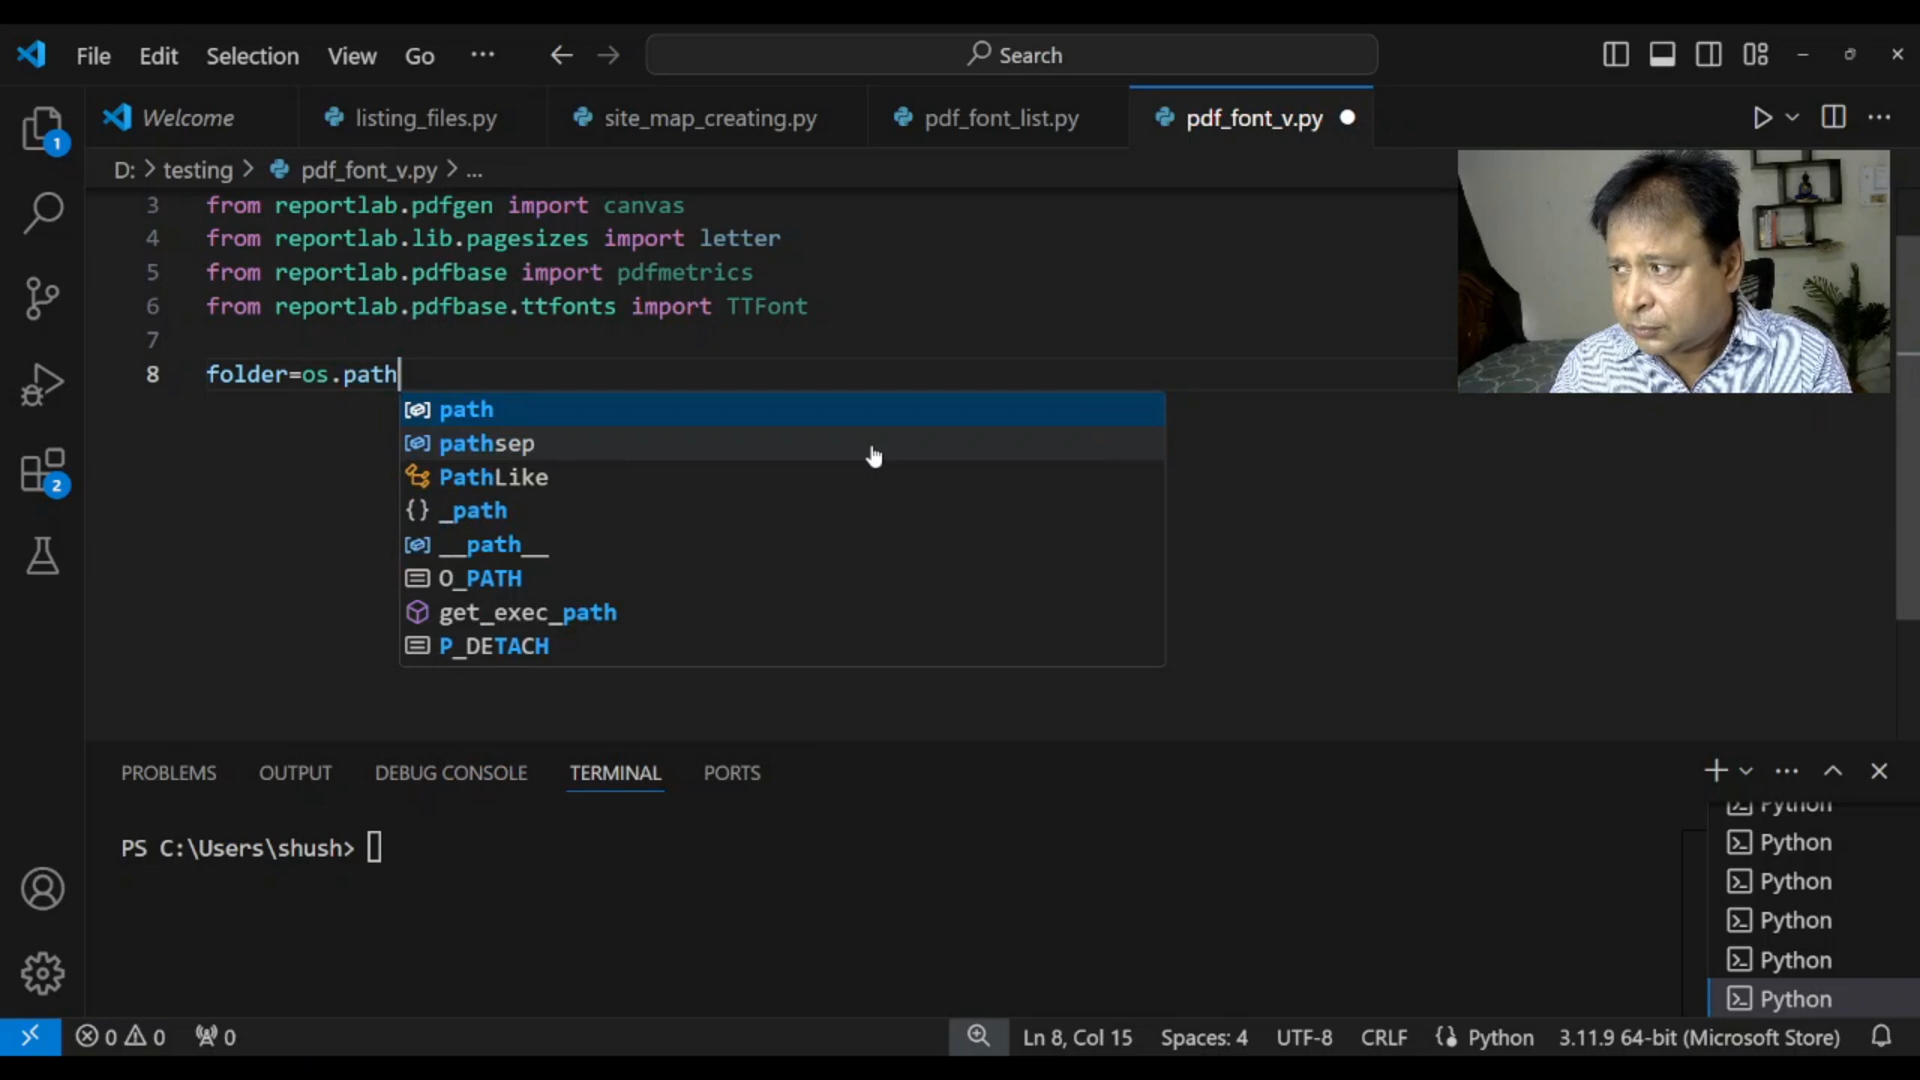 File Edit Selection View Go ... Search
Welcome listing_files.py site_map_creating.py pdf_font_list.py pdf_font_v.py
D: > testing > pdf_font_v.py > ...
3 from reportlab.pdfgen import canvas
4 from reportlab.lib.pagesizes import letter
5 from reportlab.pdfbase import pdfmetrics
6 from reportlab.pdfbase.ttfonts import TTFont
7
8 folder=os.path
path
pathsep
PathLike
_path
__path__
O_PATH
get_exec_path
P_DETACH
1
2
PROBLEMS OUTPUT DEBUG CONSOLE TERMINAL PORTS
PS C:\Users\shush>
Python
Python
Python
Python
Python
Python
0 0 0 Ln 8, Col 15 Spaces: 4 UTF-8 CRLF Python 3.11.9 64-bit (Microsoft Store)